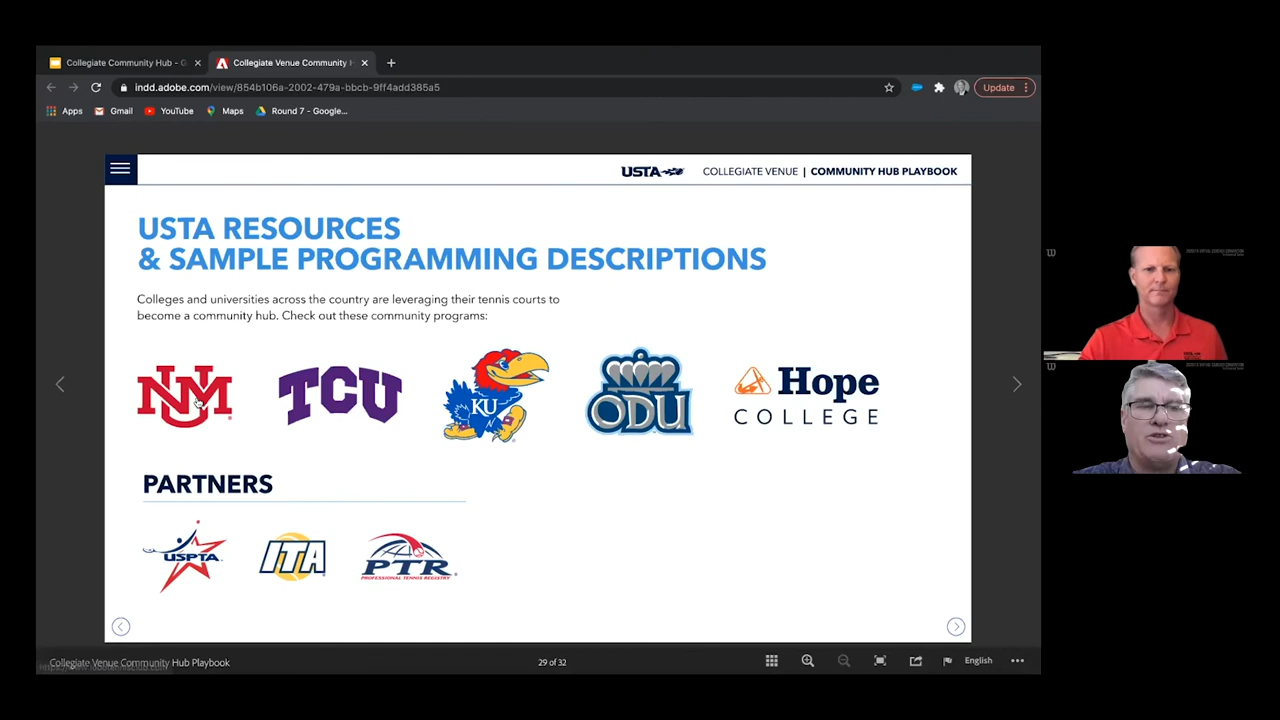 Collegiate Community Hub - G
Collegiate Venue Community H
indd.adobe.com/view/854b106a-2002-479a-bbcb-9ff4add385a5
Update
Apps
Gmail
YouTube
Maps
Round 7 - Google...
USTA
COLLEGIATE VENUE | COMMUNITY HUB PLAYBOOK
USTA RESOURCES
& SAMPLE PROGRAMMING DESCRIPTIONS
Colleges and universities across the country are leveraging their tennis courts to
become a community hub. Check out these community programs:
NM
TCU
KU
ODU
Hope
COLLEGE
PARTNERS
USPTA
ITA
PTR
PROFESSIONAL TENNIS REGISTRY
Collegiate Venue Community Hub Playbook
29 of 32
English